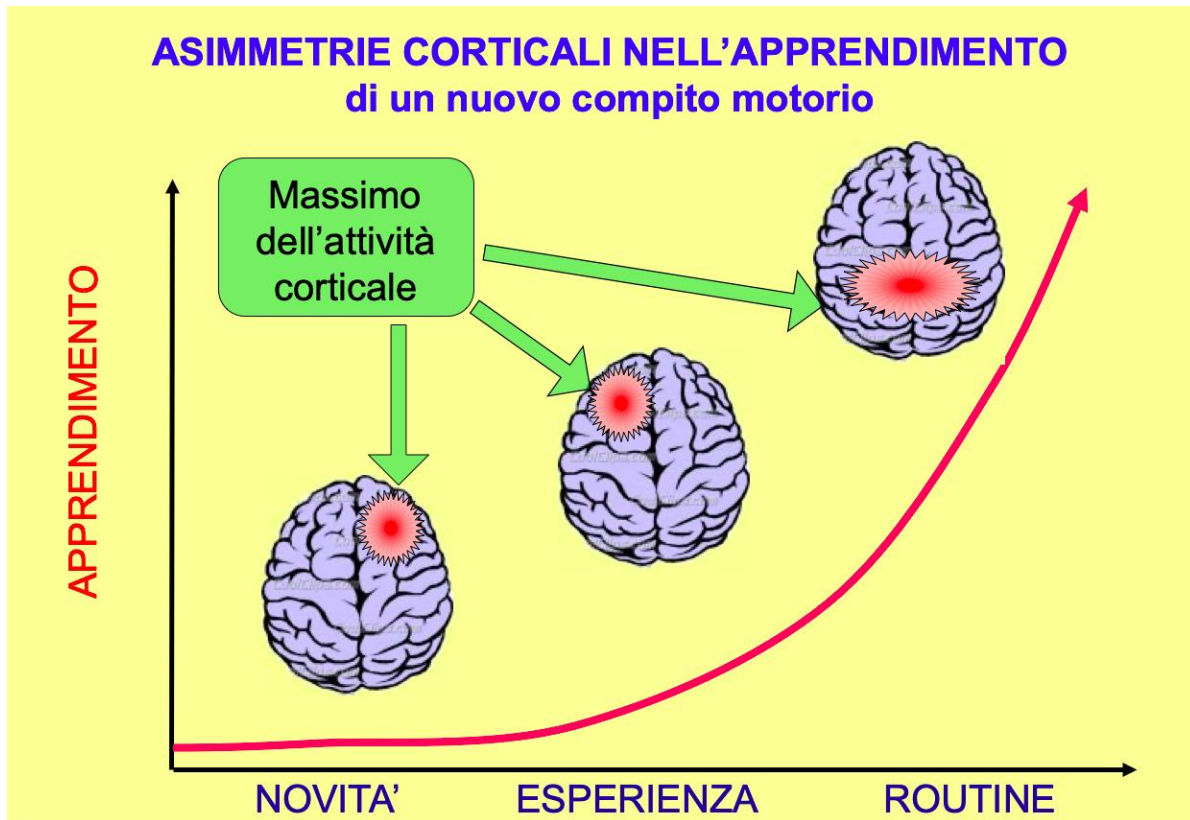 ASIMMETRIE CORTICALI NELL’APPRENDIMENTO
di un nuovo compito motorio
Massimo
dell’attività
corticale
APPRENDIMENTO
NOVITA’
ESPERIENZA
ROUTINE